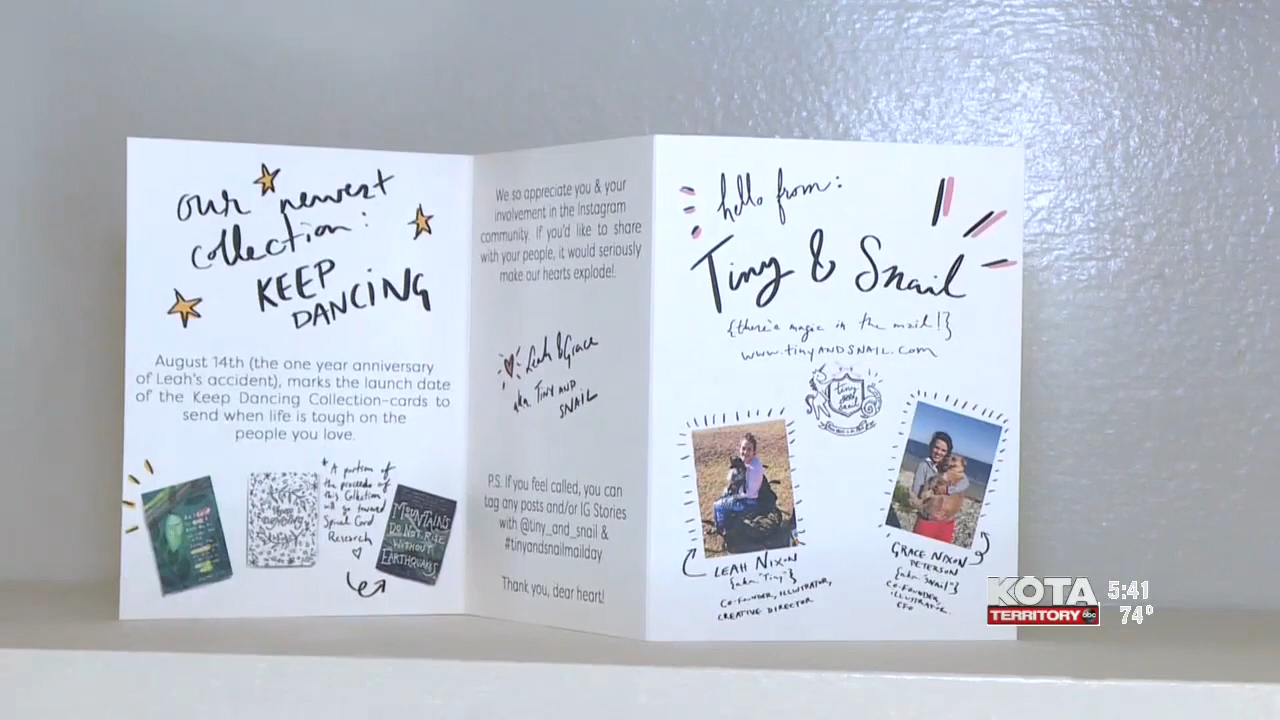 our newest
collection:
KEEP
DANCING
August 14th (the one year anniversary
of Leah's accident), marks the launch date
of the Keep Dancing Collection-cards to
send when life is tough on the
people you love.
* A portion of
the proceeds of
this collection
will go toward
Spinal Cord
Research
MOUNTAINS
DO NOT RISE
WITHOUT
EARTHQUAKES
We so appreciate you & your
involvement in the Instagram
community. If you'd like to share
with your people, it would seriously
make our hearts explode!
Leah & Grace
aka TINY AND
SNAIL
P.S. If you feel called, you can
tag any posts and/or IG Stories
with @tiny_and_snail &
#tinyandsnailmailday
Thank you, dear heart!
hello from:
Tiny & Snail
{there's magic in the mail!}
www.tinyANDSNAIL.com
tiny
and
snail
LEAH NIXON
{aka "Tiny"}
CO-FOUNDER, ILLUSTRATOR,
CREATIVE DIRECTOR
GRACE NIXON
PETERSON
{aka "SNAIL"}
CO-FOUNDER,
ILLUSTRATOR,
CFO
KOTA
TERRITORY abc
5:41
74°